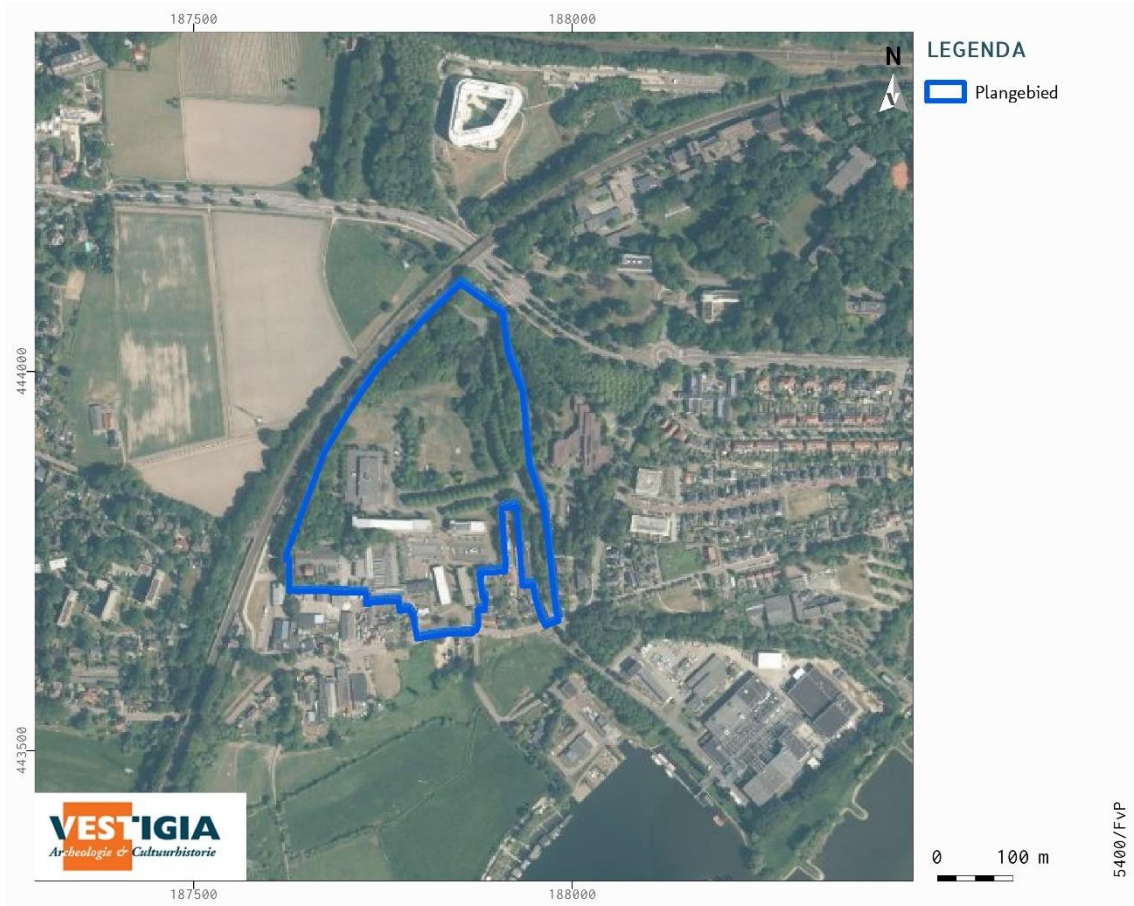 187500
188000
N
LEGENDA
Plangebied
444000
443500
VESTIGIA
Archeologie & Cultuurhistorie
0
100 m
5400/FvP
187500
188000